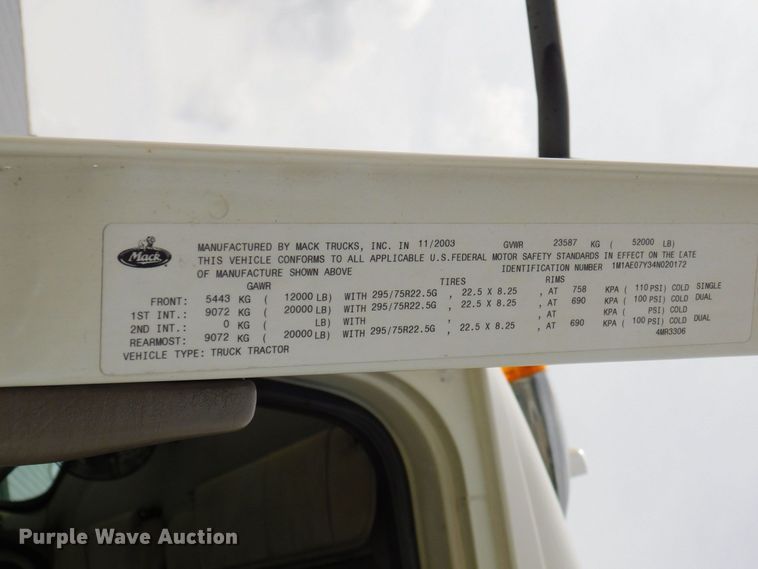 Mack
MANUFACTURED BY MACK TRUCKS, INC. IN 11/2003 GVWR 23587 KG ( 52000 LB)
THIS VEHICLE CONFORMS TO ALL APPLICABLE U.S.FEDERAL MOTOR SAFETY STANDARDS IN EFFECT ON THE DATE
OF MANUFACTURE SHOWN ABOVE IDENTIFICATION NUMBER 1M1AE07Y34N020172
GAWR TIRES RIMS
FRONT: 5443 KG ( 12000 LB) WITH 295/75R22.5G , 22.5 X 8.25 , AT 758 KPA ( 110 PSI) COLD SINGLE
1ST INT.: 9072 KG ( 20000 LB) WITH 295/75R22.5G , 22.5 X 8.25 , AT 690 KPA ( 100 PSI) COLD DUAL
2ND INT.: 0 KG ( LB) WITH , , AT KPA ( PSI) COLD
REARMOST: 9072 KG ( 20000 LB) WITH 295/75R22.5G , 22.5 X 8.25 , AT 690 KPA ( 100 PSI) COLD DUAL
VEHICLE TYPE: TRUCK TRACTOR 4MR3306
Purple Wave Auction